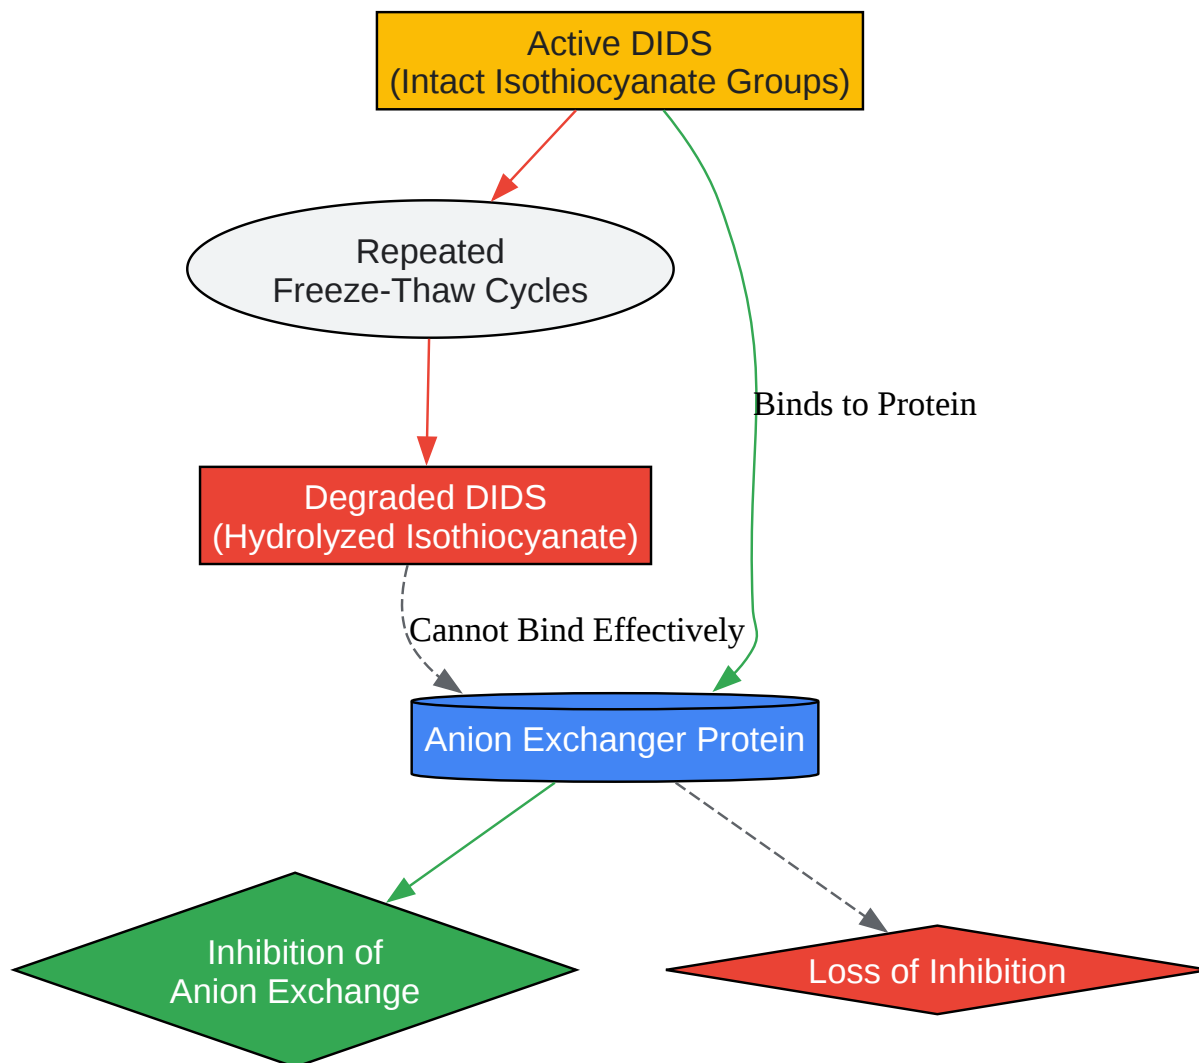 Active DIDS
(Intact Isothiocyanate Groups)
Repeated
Freeze-Thaw Cycles
Binds to Protein
Degraded DIDS
(Hydrolyzed Isothiocyanate)
Cannot Bind Effectively
Anion Exchanger Protein
Inhibition of
Anion Exchange
Loss of Inhibition